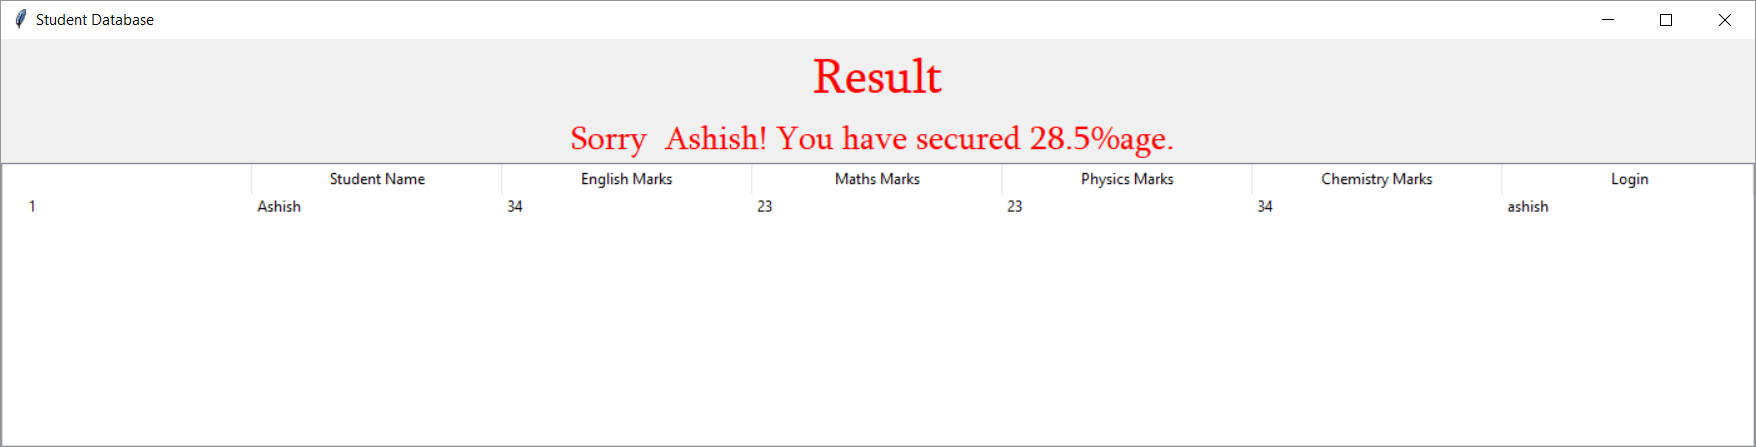 Student Database
Result
Sorry  Ashish! You have secured 28.5%age.
Student Name English Marks Maths Marks Physics Marks Chemistry Marks Login
1 Ashish 34 23 23 34 ashish